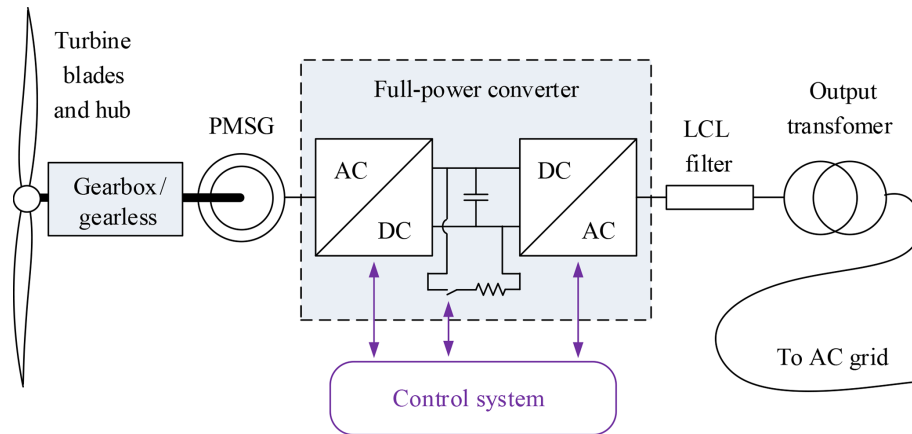 Turbine
blades
and hub
Gearbox/
gearless
PMSG
Full-power converter
AC
DC
DC
AC
LCL
filter
Output
transfomer
To AC grid
Control system